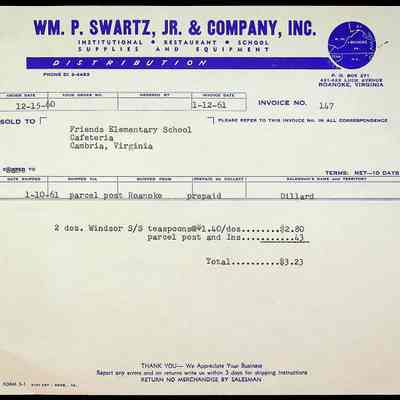 WM. P. SWARTZ, JR. & COMPANY, INC.
INSTITUTIONAL • RESTAURANT • SCHOOL
SUPPLIES AND EQUIPMENT
DISTRIBUTION
PHONE DI 3-4483
P. O. BOX 271
ROANOKE, VIRGINIA
ORDER DATE YOUR ORDER NO. ORDERED BY INVOICE DATE
12-15-60 1-12-61 INVOICE NO. 147
SOLD TO
PLEASE REFER TO THIS INVOICE NO. IN ALL CORRESPONDENCE
Friends Elementary School
Cafeteria
Cambria, Virginia
SHIPPED TO
TERMS: NET—10 DAYS
DATE SHIPPED SHIPPED VIA SHIPPED FROM PREPAID OR COLLECT SALESMAN'S NAME and TERRITORY
1-10-61 parcel post Roanoke prepaid Dillard
2 doz. Windsor S/S teaspoons@1.40/doz........$2.80
parcel post and Ins..........43
Total..........$3.23
THANK YOU— We Appreciate Your Business
Report any errors and on returns write us within 3 days for shipping instructions
RETURN NO MERCHANDISE BY SALESMAN
FORM 5-1